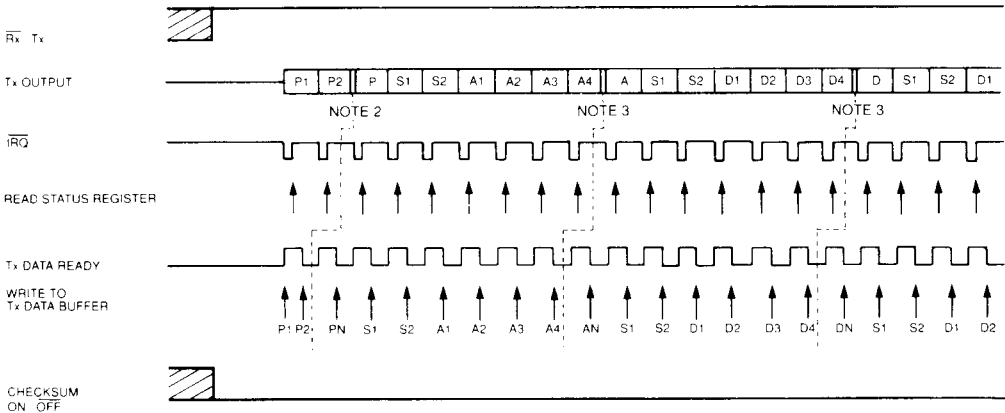 Rx Tx
Tx OUTPUT
P1 P2 P S1 S2 A1 A2 A3 A4 A S1 S2 D1 D2 D3 D4 D S1 S2 D1
NOTE 2 NOTE 3 NOTE 3
IRQ
READ STATUS REGISTER
Tx DATA READY
WRITE TO
Tx DATA BUFFER
P1 P2 PN S1 S2 A1 A2 A3 A4 AN S1 S2 D1 D2 D3 D4 DN S1 S2 D1 D2
CHECKSUM
ON OFF